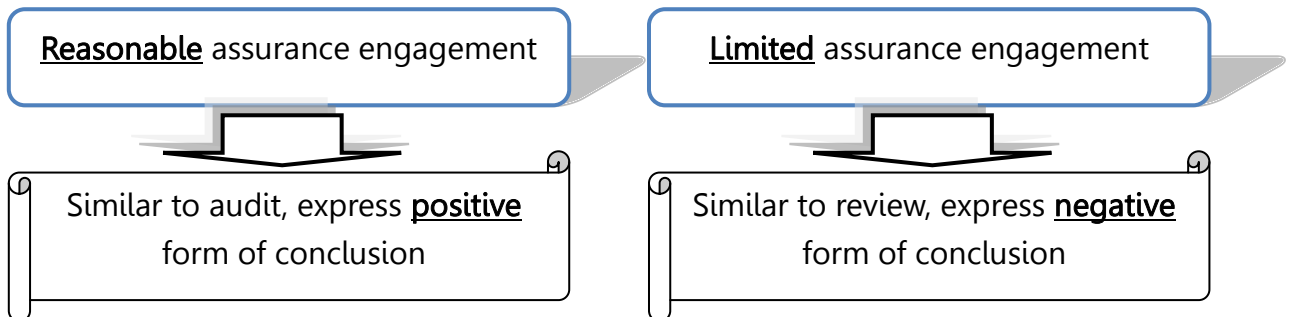 Reasonable assurance engagement
Limited assurance engagement
Similar to audit, express positive
form of conclusion
Similar to review, express negative
form of conclusion